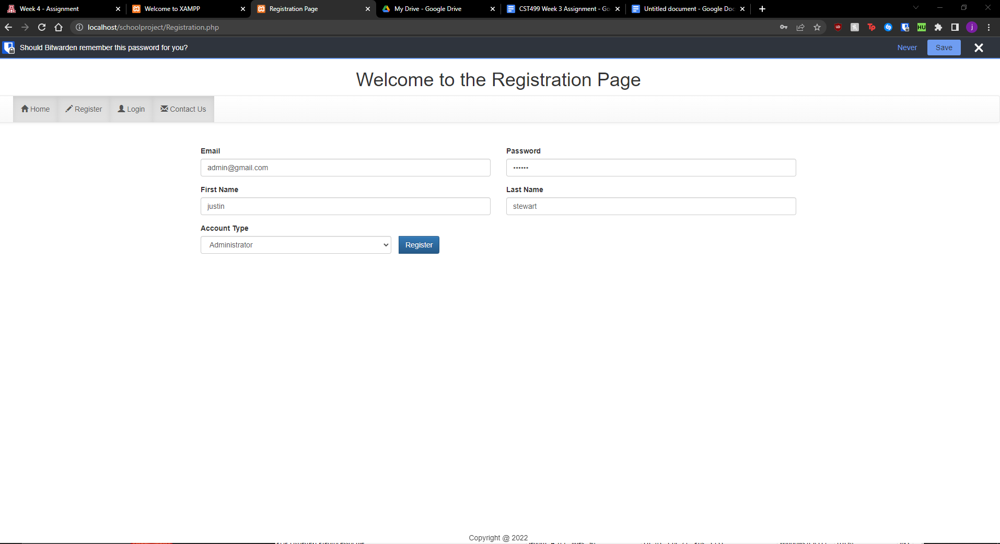 Week 4 - Assignment
Welcome to XAMPP
Registration Page
My Drive - Google Drive
CST499 Week 3 Assignment - Go
Untitled document - Google Doc
localhost/schoolproject/Registration.php
UD
Tp
HU
j
Should Bitwarden remember this password for you?
Never
Save
Welcome to the Registration Page
Home
Register
Login
Contact Us
Email
Password
admin@gmail.com
First Name
Last Name
justin
stewart
Account Type
Administrator
Register
Copyright @ 2022